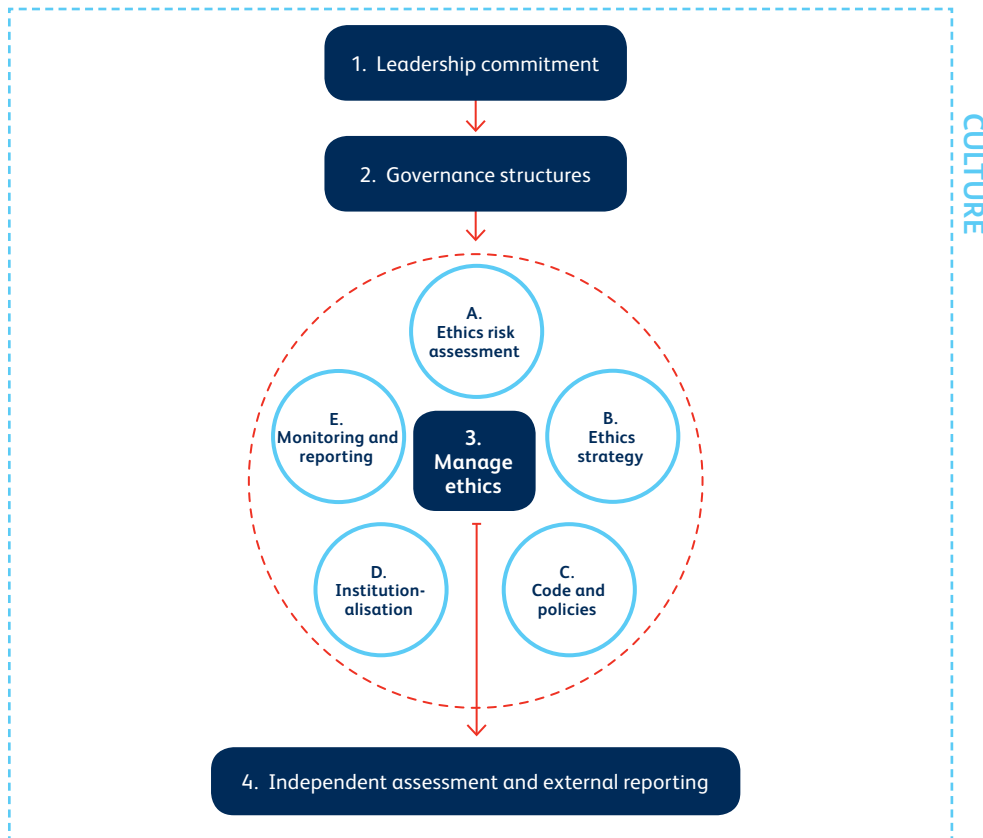 1. Leadership commitment
CULTURE
2. Governance structures
A.
Ethics risk
assessment
E.
Monitoring and
reporting
3.
Manage
ethics
B.
Ethics
strategy
D.
Institution-
alisation
C.
Code and
policies
4. Independent assessment and external reporting